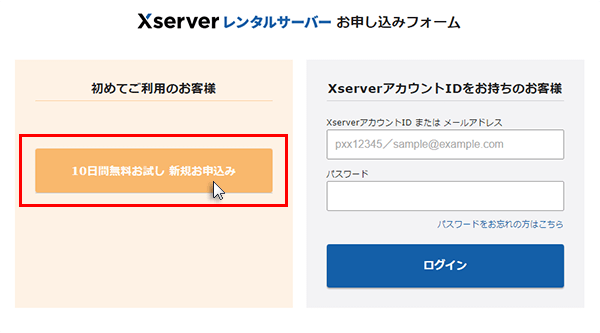 Xserver レンタルサーバー お申し込みフォーム
初めてご利用のお客様
10日間無料お試し 新規お申込み
XserverアカウントIDをお持ちのお客様
XserverアカウントID または メールアドレス
pxx12345／sample@example.com
パスワード
パスワードをお忘れの方はこちら
ログイン